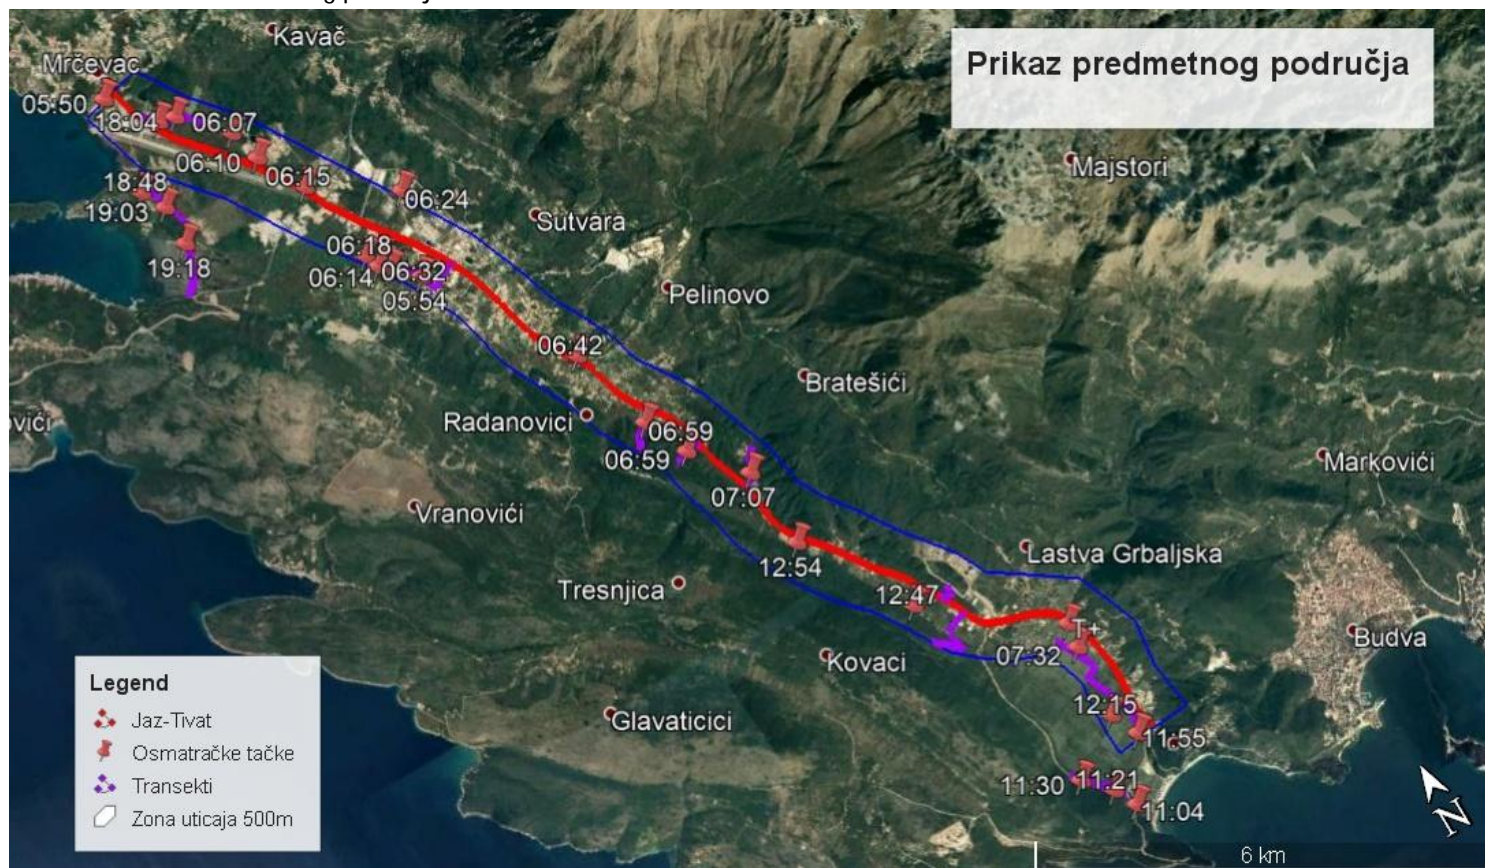 Kavač
Prikaz predmetnog područja
Mrčevac
05:50
18:04
06:07
06:10
06:15
Majstori
18:48
06:24
19:03
Sutvara
06:18
19:18
06:14
06:32
05:54
Pelinovo
06:42
Bratešići
Radanovici
06:59
06:59
Markovići
07:07
Vranovići
Lastva Grbaljska
12:54
Tresnjica
12:47
T+
Budva
07:32
Kovaci
12:15
Glavaticici
11:55
Legend
Jaz-Tivat
Osmatračke tačke
Transekti
Zona uticaja 500m
11:30
11:21
11:04
N
6 km